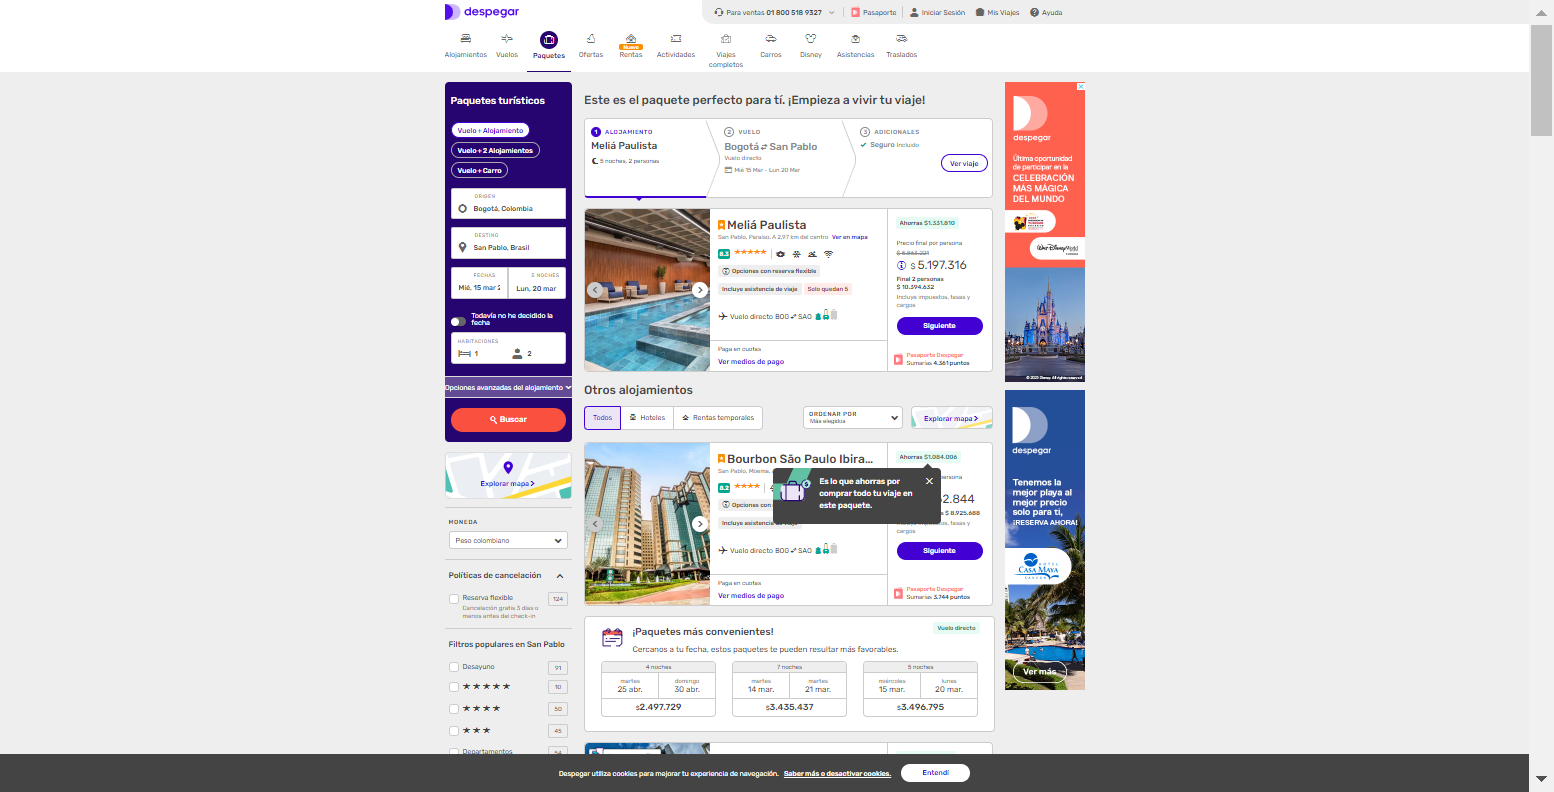 despegar
Para ventas 01 800 518 9327
Pasaporte
Iniciar Sesión
Mis Viajes
Ayuda
Alojamientos
Vuelos
Paquetes
Ofertas
Nuevo
Rentas
Actividades
Viajes
completos
Carros
Disney
Asistencias
Traslados
Paquetes turísticos
Vuelo + Alojamiento
Vuelo + 2 Alojamientos
Vuelo + Carro
ORIGEN
Bogotá, Colombia
DESTINO
San Pablo, Brasil
FECHAS
5 NOCHES
Mié, 15 mar 2
Lun, 20 mar
Todavía no he decidido la
fecha
HABITACIONES
1
2
Opciones avanzadas del alojamiento
Buscar
Explorar mapa
MONEDA
Peso colombiano
Políticas de cancelación
Reserva flexible
124
Cancelación gratis 3 días o
menos antes del check-in
Filtros populares en San Pablo
Desayuno
91
10
50
45
Departamentos
54
Este es el paquete perfecto para tí. ¡Empieza a vivir tu viaje!
1 ALOJAMIENTO
Meliá Paulista
5 noches, 2 personas
2 VUELO
Bogotá ⇄ San Pablo
Vuelo directo
Mié 15 Mar - Lun 20 Mar
3 ADICIONALES
Seguro Incluido
Ver viaje
Meliá Paulista
San Pablo, Paraíso. A 2.97 km del centro
Ver en mapa
8.3
Opciones con reserva flexible
Incluye asistencia de viaje
Solo quedan 5
Vuelo directo BOG SAO
Paga en cuotas
Ver medios de pago
Ahorras $1.331.810
Precio final por persona
$ 5.863.221
$ 5.197.316
Final 2 personas
$ 10.394.632
Incluye impuestos, tasas y
cargos
Siguiente
Pasaporte Despegar
Sumarías 4.361 puntos
Otros alojamientos
Todos
Hoteles
Rentas temporales
ORDENAR POR
Más elegidos
Explorar mapa
Bourbon São Paulo Ibira...
San Pablo, Moema.
8.2
Opciones con
Incluye asistencia de viaje
Vuelo directo BOG SAO
Paga en cuotas
Ver medios de pago
Ahorras $1.084.006
Es lo que ahorras por
comprar todo tu viaje en
este paquete.
persona
62.844
s $ 8.925.688
Incluye impuestos, tasas y
cargos
Siguiente
Pasaporte Despegar
Sumarías 3.744 puntos
¡Paquetes más convenientes!
Vuelo directo
Cercanos a tu fecha, estos paquetes te pueden resultar más favorables.
4 noches
martes
25 abr.
domingo
30 abr.
$2.497.729
7 noches
martes
14 mar.
martes
21 mar.
$3.435.437
5 noches
miércoles
15 mar.
lunes
20 mar.
$3.496.795
despegar
Última oportunidad
de participar en la
CELEBRACIÓN
MÁS MÁGICA
DEL MUNDO
Walt Disney World
© 2023 Disney. All rights reserved
despegar
Tenemos la
mejor playa al
mejor precio
solo para ti,
¡RESERVA AHORA!
HOTEL
CASA MAYA
CANCUN
Ver más
Despegar utiliza cookies para mejorar tu experiencia de navegación.
Saber más o desactivar cookies.
Entendí